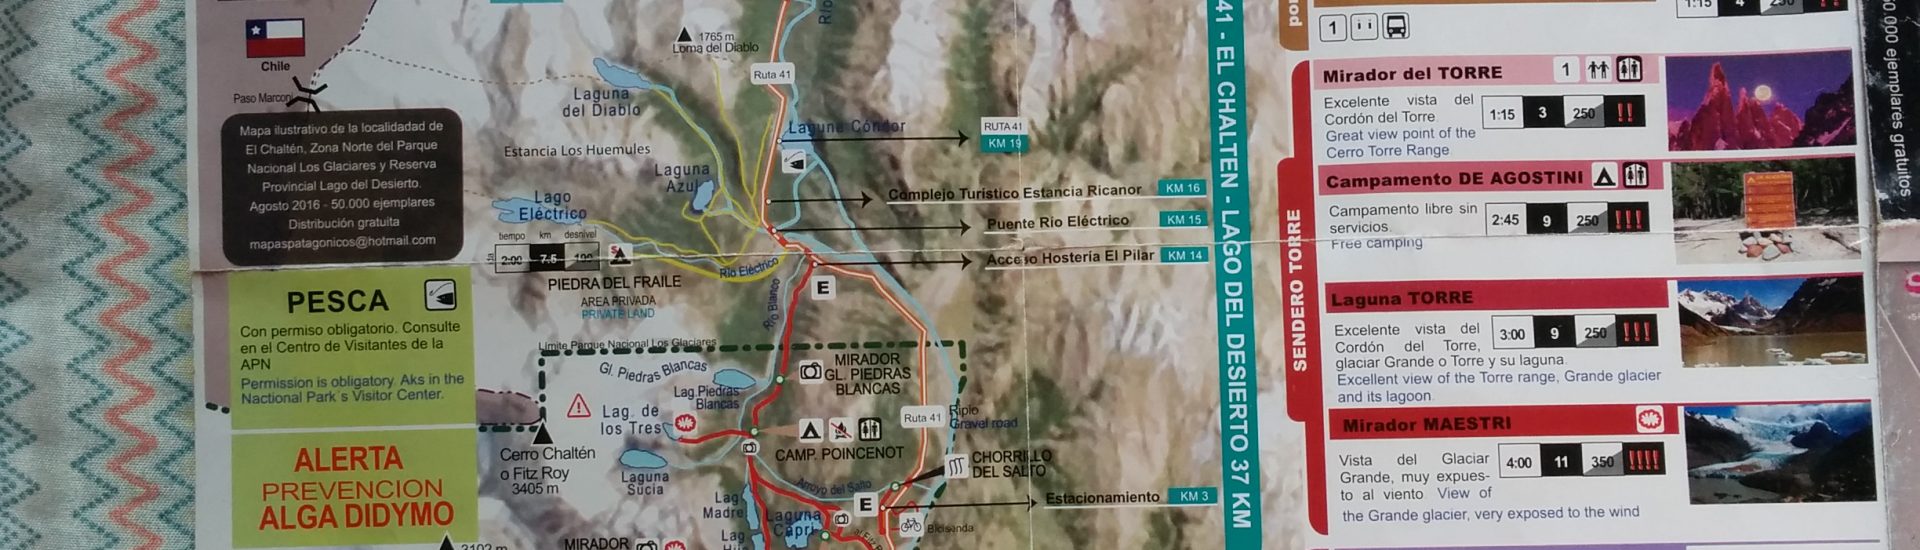 Chile
Paso Marconi
Mapa ilustrativo de la localidadad de
El Chaltén, Zona Norte del Parque
Nacional Los Glaciares y Reserva
Provincial Lago del Desierto.
Agosto 2016 - 50.000 ejemplares
Distribución gratuita
mapaspatagonicos@hotmail.com
PESCA
Con permiso obligatorio. Consulte
en el Centro de Visitantes de la
APN
Permission is obligatory. Aks in the
Nactional Park´s Visitor Center.
ALERTA
PREVENCION
ALGA DIDYMO
1765 m
Loma del Diablo
Ruta 41
Laguna
del Diablo
Laguna Cóndor
RUTA 41
KM 19
Estancia Los Huemules
Laguna
Azul
Complejo Turistico Estancia Ricanor KM 16
Lago
Eléctrico
Puente Rio Eléctrico KM 15
tiempo km desnivel
2:00 7.5 100
Acceso Hostería El Pilar KM 14
Río Eléctrico
PIEDRA DEL FRAILE
AREA PRIVADA
PRIVATE LAND
E
Río Blanco
Límite Parque Nacional Los Glaciares
Gl. Piedras Blancas
MIRADOR
GL. PIEDRAS
BLANCAS
Lag. Piedras
Blancas
Lag. de
los Tres
Ruta 41
Ripio
Gravel road
Cerro Chaltén
o Fitz Roy
3405 m
CAMP. POINCENOT
CHORRILLO
DEL SALTO
Laguna
Sucia
Arroyo del Salto
E
Estacionamiento KM 3
Lag
Madre
Laguna
Capri
Bicisenda
Lag
MIRADOR
3102 m
41 - EL CHALTEN - LAGO DEL DESIERTO 37 KM
1
1:15 4 250 !!
SENDERO TORRE
Mirador del TORRE 1
Excelente vista del
Cordón del Torre.
Great view point of the
Cerro Torre Range.
1:15 3 250 !!
Campamento DE AGOSTINI
Campamento libre sin
servicios.
Free camping
2:45 9 250 !!!
Laguna TORRE
Excelente vista del
Cordón del Torre,
glaciar Grande o Torre y su laguna.
Excellent view of the Torre range, Grande glacier
and its lagoon.
3:00 9 250 !!!
Mirador MAESTRI
Vista del Glaciar
Grande, muy expues-
to al viento. View of
the Grande glacier, very exposed to the wind
4:00 11 350 !!!!
0.000 ejemplares gratuitos